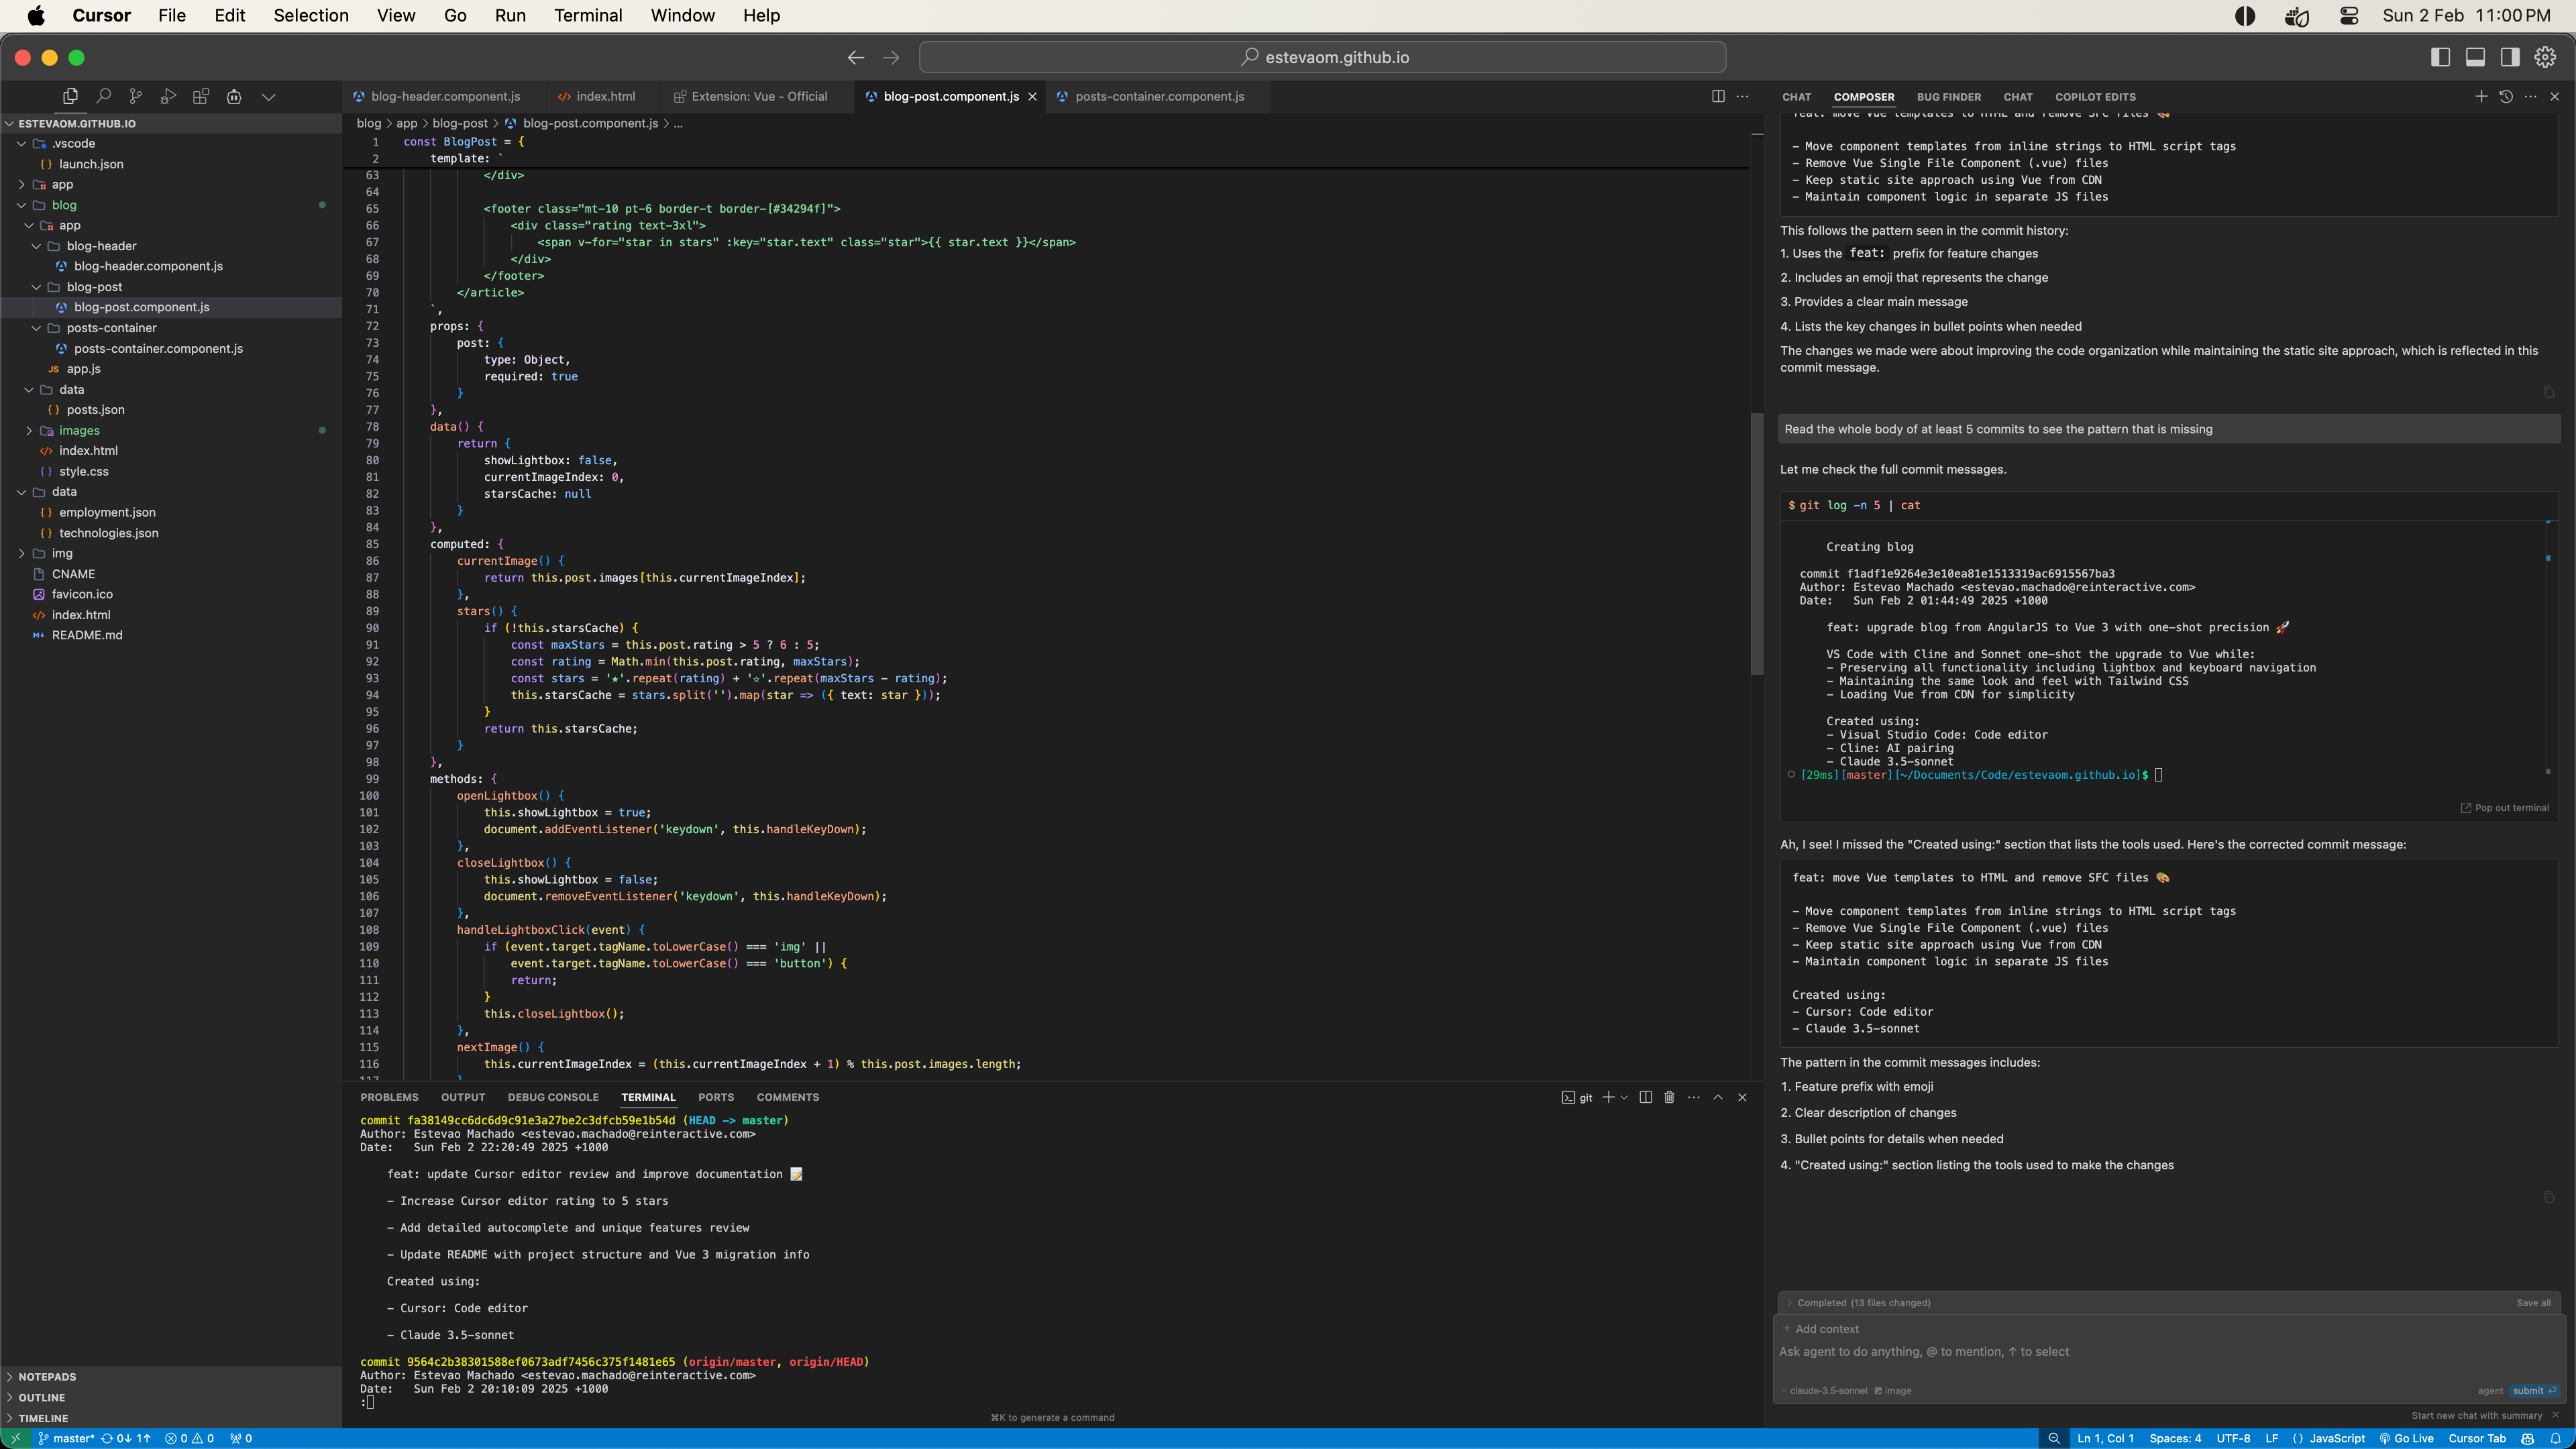 Cursor File Edit Selection View Go Run Terminal Window Help Sun 2 Feb 11:00 PM
estevaom.github.io
ESTEVAOM.GITHUB.IO
.vscode
launch.json
app
blog
app
blog-header
blog-header.component.js
blog-post
blog-post.component.js
posts-container
posts-container.component.js
JS app.js
data
posts.json
images
index.html
style.css
data
employment.json
technologies.json
img
CNAME
favicon.ico
index.html
README.md
NOTEPADS
OUTLINE
TIMELINE
blog-header.component.js index.html Extension: Vue - Official blog-post.component.js posts-container.component.js
blog > app > blog-post > blog-post.component.js > ...
1 const BlogPost = {
2 template: `
63 </div>
64
65 <footer class="mt-10 pt-6 border-t border-[#34294f]">
66 <div class="rating text-3xl">
67 <span v-for="star in stars" :key="star.text" class="star">{{ star.text }}</span>
68 </div>
69 </footer>
70 </article>
71 `,
72 props: {
73 post: {
74 type: Object,
75 required: true
76 }
77 },
78 data() {
79 return {
80 showLightbox: false,
81 currentImageIndex: 0,
82 starsCache: null
83 }
84 },
85 computed: {
86 currentImage() {
87 return this.post.images[this.currentImageIndex];
88 },
89 stars() {
90 if (!this.starsCache) {
91 const maxStars = this.post.rating > 5 ? 6 : 5;
92 const rating = Math.min(this.post.rating, maxStars);
93 const stars = '★'.repeat(rating) + '☆'.repeat(maxStars - rating);
94 this.starsCache = stars.split('').map(star => ({ text: star }));
95 }
96 return this.starsCache;
97 }
98 },
99 methods: {
100 openLightbox() {
101 this.showLightbox = true;
102 document.addEventListener('keydown', this.handleKeyDown);
103 },
104 closeLightbox() {
105 this.showLightbox = false;
106 document.removeEventListener('keydown', this.handleKeyDown);
107 },
108 handleLightboxClick(event) {
109 if (event.target.tagName.toLowerCase() === 'img' ||
110 event.target.tagName.toLowerCase() === 'button') {
111 return;
112 }
113 this.closeLightbox();
114 },
115 nextImage() {
116 this.currentImageIndex = (this.currentImageIndex + 1) % this.post.images.length;
117 }
PROBLEMS OUTPUT DEBUG CONSOLE TERMINAL PORTS COMMENTS git
commit fa38149cc6dc6d9c91e3a27be2c3dfcb59e1b54d (HEAD -> master)
Author: Estevao Machado <estevao.machado@reinteractive.com>
Date: Sun Feb 2 22:20:49 2025 +1000
feat: update Cursor editor review and improve documentation 📝
- Increase Cursor editor rating to 5 stars
- Add detailed autocomplete and unique features review
- Update README with project structure and Vue 3 migration info
Created using:
- Cursor: Code editor
- Claude 3.5-sonnet
commit 9564c2b38301588ef0673adf7456c375f1481e65 (origin/master, origin/HEAD)
Author: Estevao Machado <estevao.machado@reinteractive.com>
Date: Sun Feb 2 20:10:09 2025 +1000
:
⌘K to generate a command
CHAT COMPOSER BUG FINDER CHAT COPILOT EDITS
feat: move Vue templates to HTML and remove SFC files 🎨
- Move component templates from inline strings to HTML script tags
- Remove Vue Single File Component (.vue) files
- Keep static site approach using Vue from CDN
- Maintain component logic in separate JS files
This follows the pattern seen in the commit history:
1. Uses the feat: prefix for feature changes
2. Includes an emoji that represents the change
3. Provides a clear main message
4. Lists the key changes in bullet points when needed
The changes we made were about improving the code organization while maintaining the static site approach, which is reflected in this
commit message.
Read the whole body of at least 5 commits to see the pattern that is missing
Let me check the full commit messages.
$ git log -n 5 | cat
Creating blog
commit f1adf1e9264e3e10ea81e1513319ac6915567ba3
Author: Estevao Machado <estevao.machado@reinteractive.com>
Date: Sun Feb 2 01:44:49 2025 +1000
feat: upgrade blog from AngularJS to Vue 3 with one-shot precision 🚀
VS Code with Cline and Sonnet one-shot the upgrade to Vue while:
- Preserving all functionality including lightbox and keyboard navigation
- Maintaining the same look and feel with Tailwind CSS
- Loading Vue from CDN for simplicity
Created using:
- Visual Studio Code: Code editor
- Cline: AI pairing
- Claude 3.5-sonnet
[29ms][master][~/Documents/Code/estevaom.github.io]$
Pop out terminal
Ah, I see! I missed the "Created using:" section that lists the tools used. Here's the corrected commit message:
feat: move Vue templates to HTML and remove SFC files 🎨
- Move component templates from inline strings to HTML script tags
- Remove Vue Single File Component (.vue) files
- Keep static site approach using Vue from CDN
- Maintain component logic in separate JS files
Created using:
- Cursor: Code editor
- Claude 3.5-sonnet
The pattern in the commit messages includes:
1. Feature prefix with emoji
2. Clear description of changes
3. Bullet points for details when needed
4. "Created using:" section listing the tools used to make the changes
Completed (13 files changed) Save all
+ Add context
Ask agent to do anything, @ to mention, ↑ to select
claude-3.5-sonnet image agent submit
Start new chat with summary
master* 0↓ 1↑ 0 0 0 Ln 1, Col 1 Spaces: 4 UTF-8 LF {} JavaScript Go Live Cursor Tab